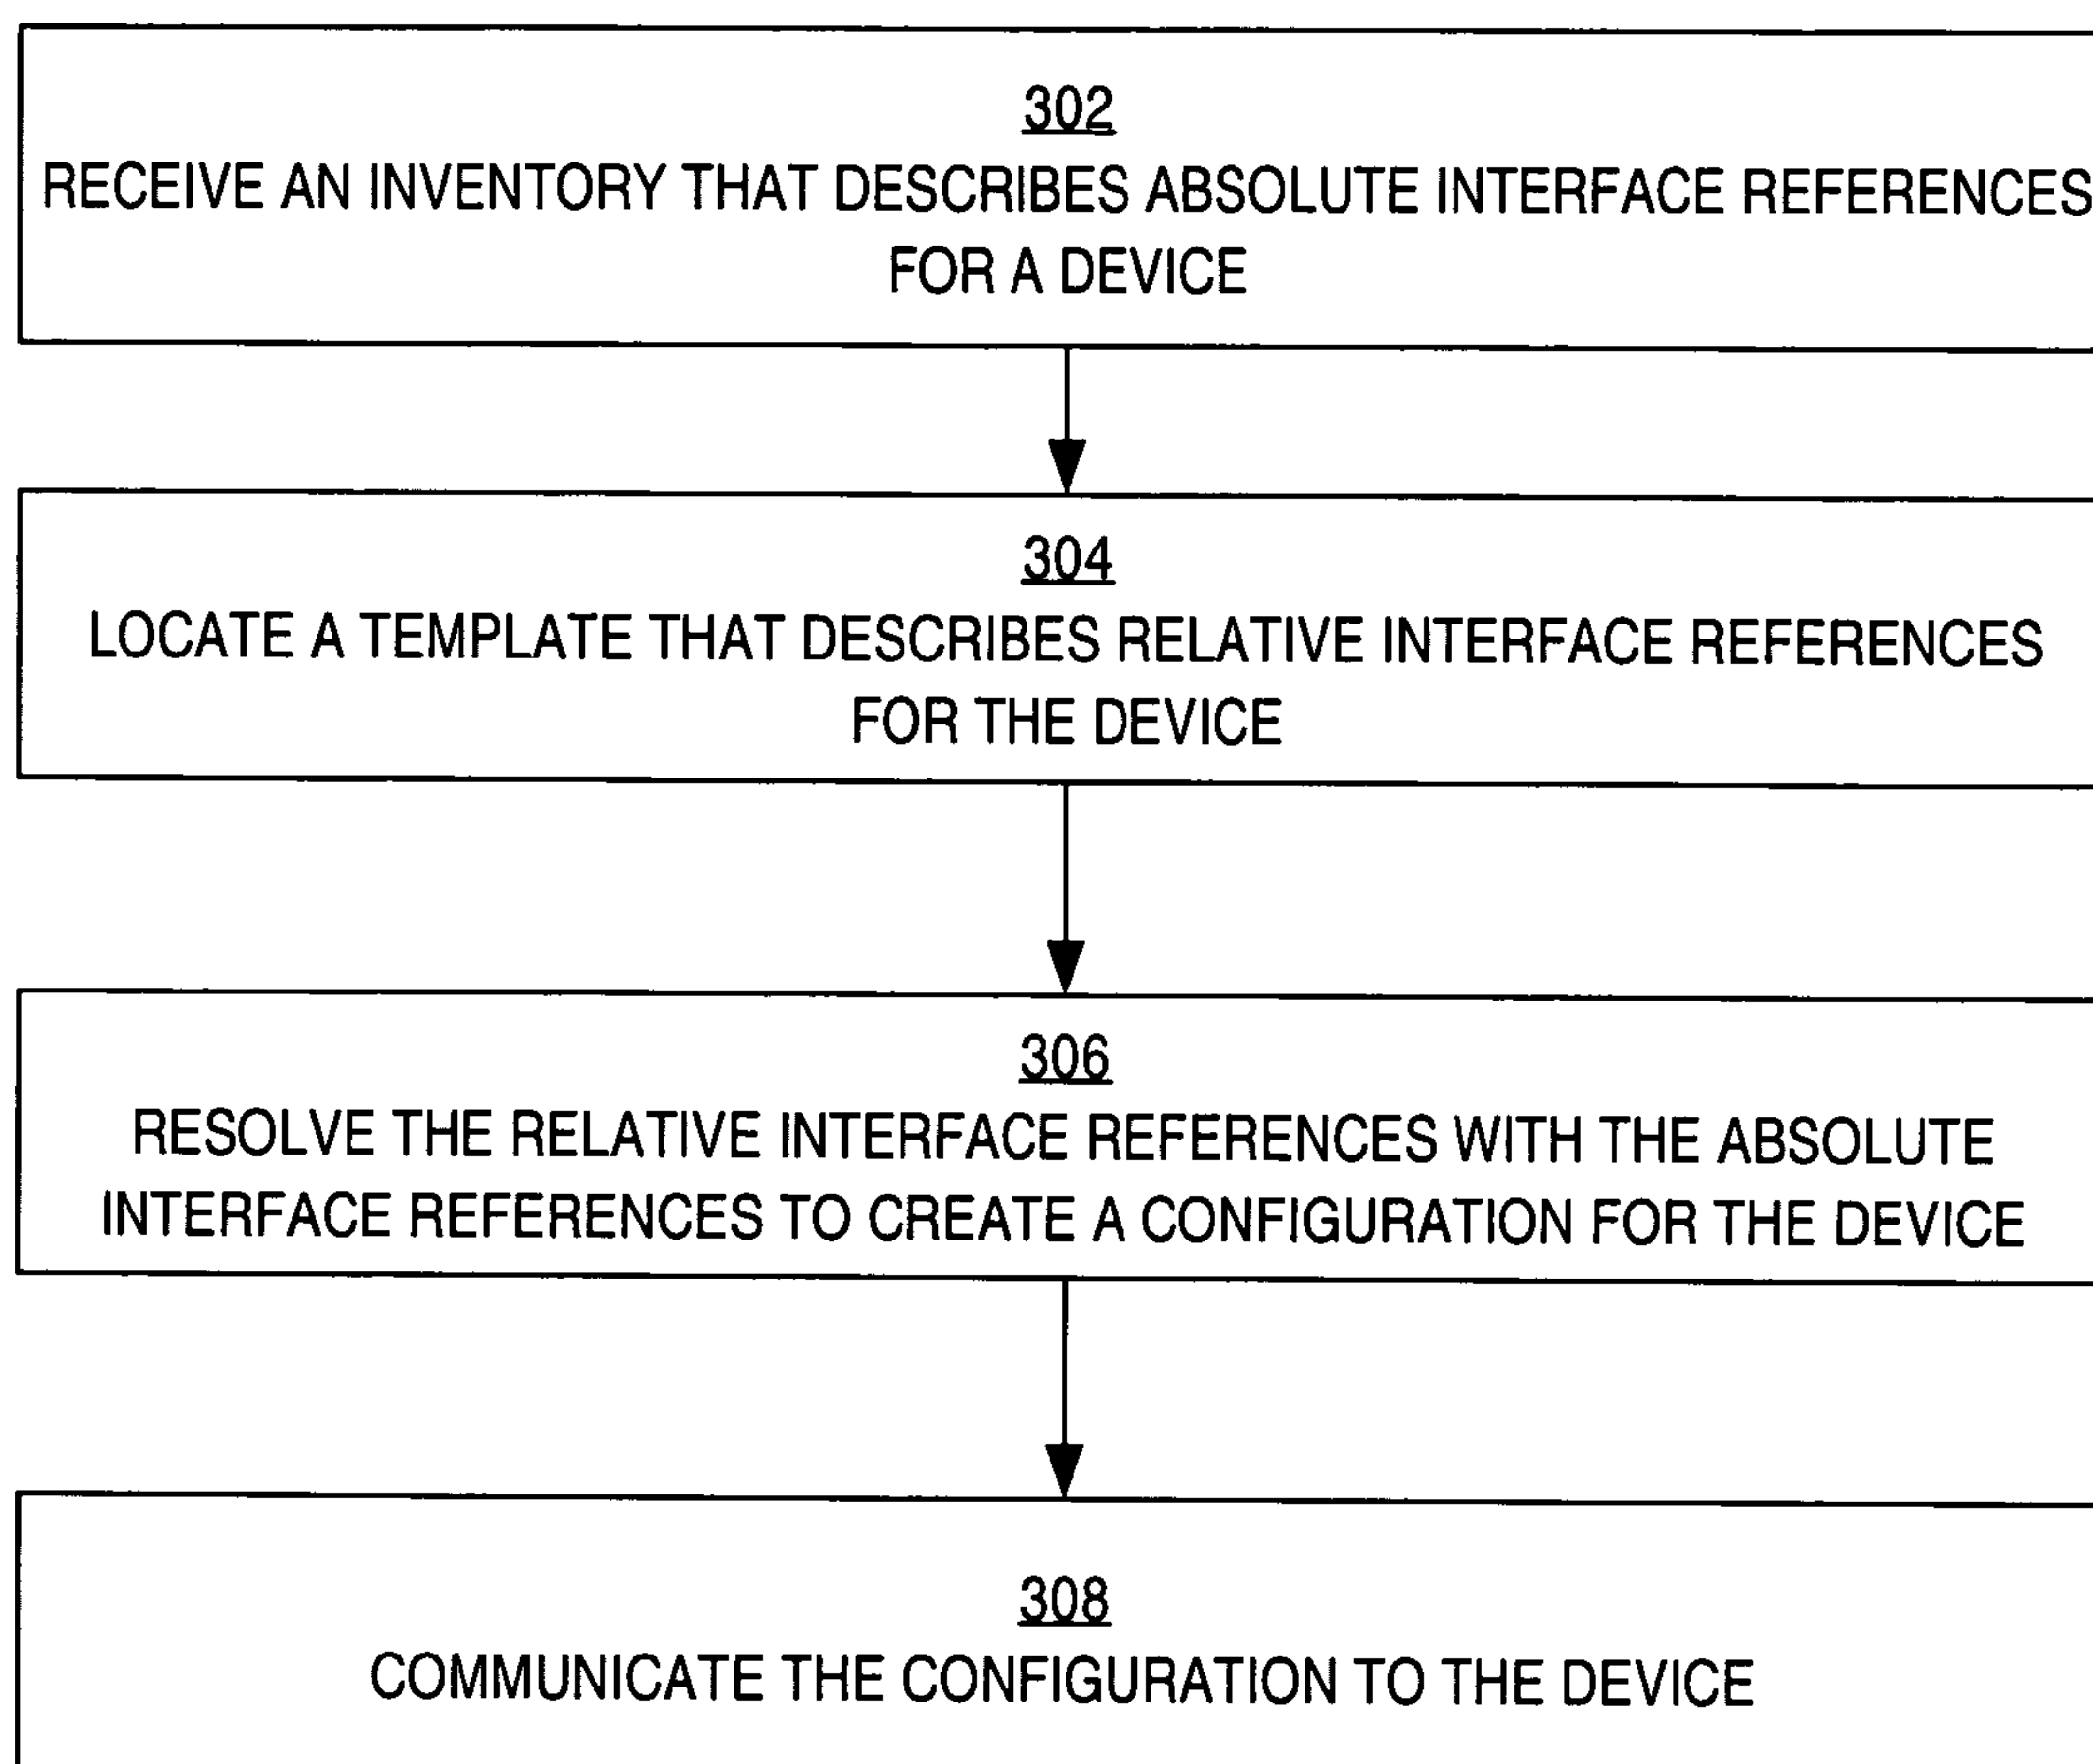 302
RECEIVE AN INVENTORY THAT DESCRIBES ABSOLUTE INTERFACE REFERENCES
FOR A DEVICE
304
LOCATE A TEMPLATE THAT DESCRIBES RELATIVE INTERFACE REFERENCES
FOR THE DEVICE
306
RESOLVE THE RELATIVE INTERFACE REFERENCES WITH THE ABSOLUTE
INTERFACE REFERENCES TO CREATE A CONFIGURATION FOR THE DEVICE
308
COMMUNICATE THE CONFIGURATION TO THE DEVICE